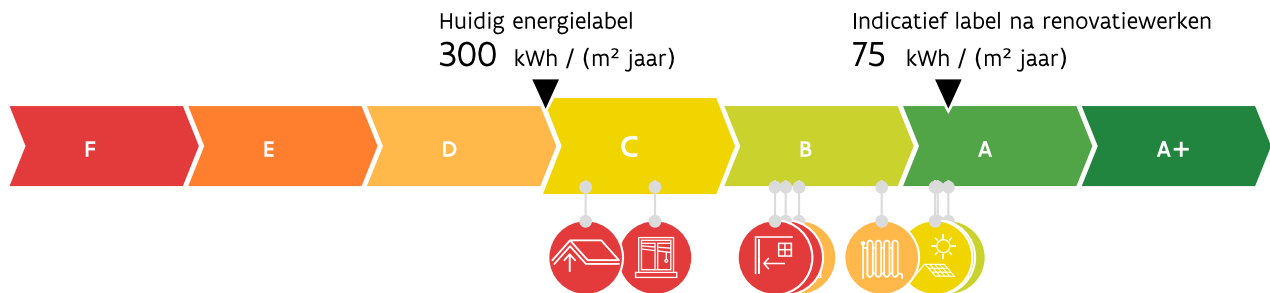 Huidig energielabel
300 kWh / (m² jaar)
Indicatief label na renovatiewerken
75 kWh / (m² jaar)
F E D C B A A+